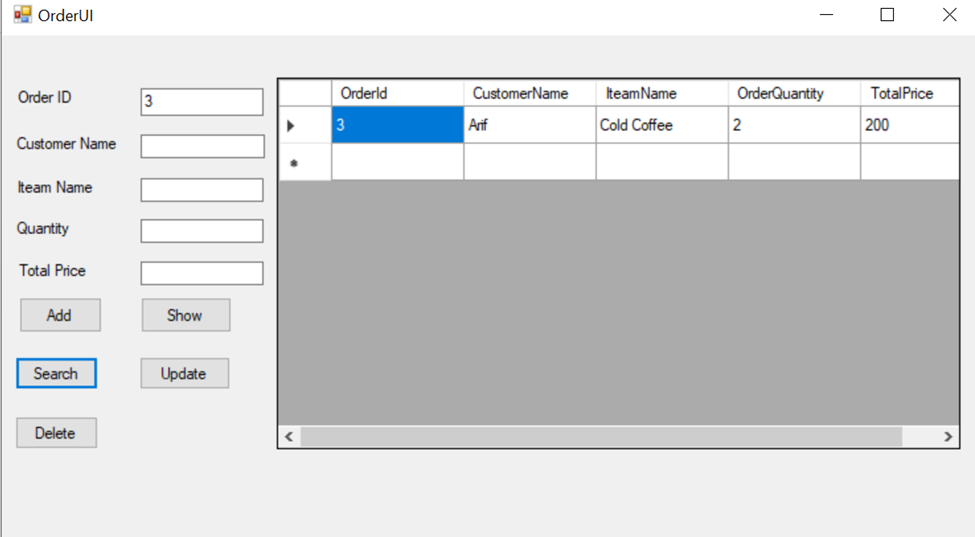 OrderUI
Order ID 3
Customer Name
Iteam Name
Quantity
Total Price
Add Show
Search Update
Delete
OrderId CustomerName IteamName OrderQuantity TotalPrice
3 Arif Cold Coffee 2 200